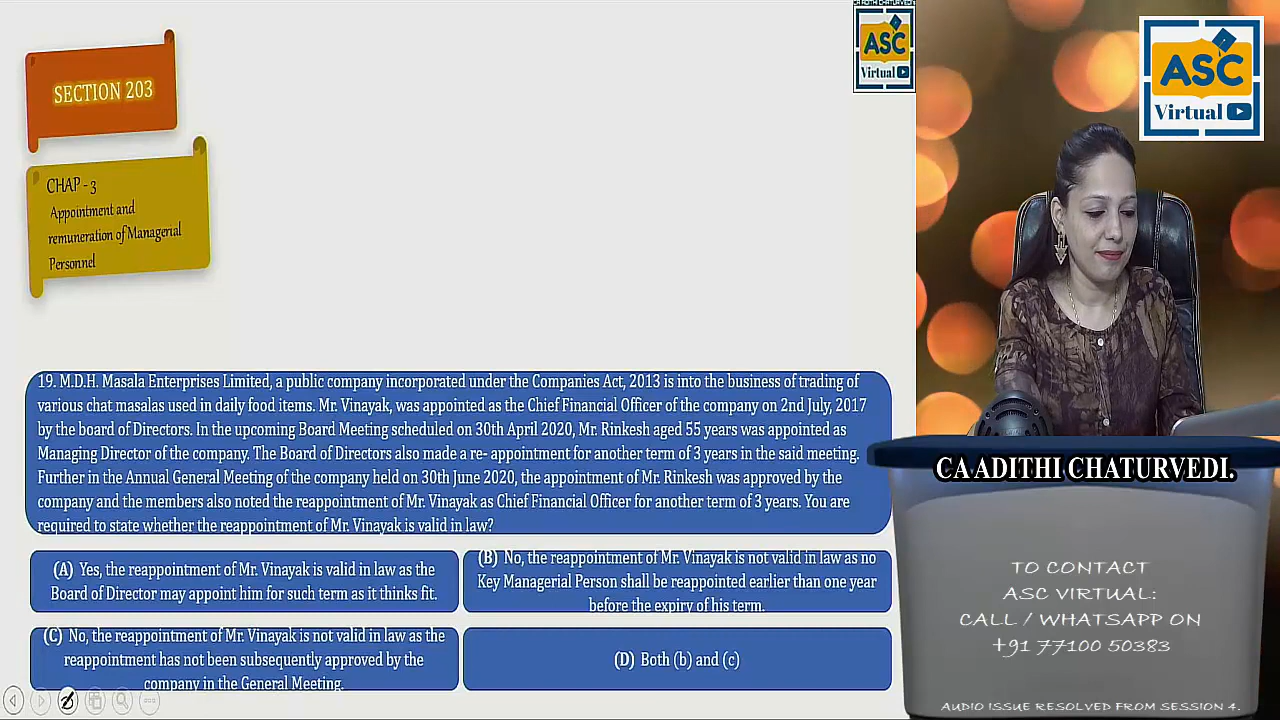 CA ADITHI CHATURVEDI
ASC
Virtual
ASC
Virtual
SECTION 203
CHAP - 3
Appointment and
remuneration of Managerial
Personnel
19. M.D.H. Masala Enterprises Limited, a public company incorporated under the Companies Act, 2013 is into the business of trading of
various chat masalas used in daily food items. Mr. Vinayak, was appointed as the Chief Financial Officer of the company on 2nd July, 2017
by the board of Directors. In the upcoming Board Meeting scheduled on 30th April 2020, Mr. Rinkesh aged 55 years was appointed as
Managing Director of the company. The Board of Directors also made a re- appointment for another term of 3 years in the said meeting.
Further in the Annual General Meeting of the company held on 30th June 2020, the appointment of Mr. Rinkesh was approved by the
company and the members also noted the reappointment of Mr. Vinayak as Chief Financial Officer for another term of 3 years. You are
required to state whether the reappointment of Mr. Vinayak is valid in law?
(A) Yes, the reappointment of Mr. Vinayak is valid in law as the
Board of Director may appoint him for such term as it thinks fit.
(B) No, the reappointment of Mr. Vinayak is not valid in law as no
Key Managerial Person shall be reappointed earlier than one year
before the expiry of his term.
(C) No, the reappointment of Mr. Vinayak is not valid in law as the
reappointment has not been subsequently approved by the
company in the General Meeting.
(D) Both (b) and (c)
CA ADITHI CHATURVEDI.
TO CONTACT
ASC VIRTUAL:
CALL / WHATSAPP ON
+91 77100 50383
AUDIO ISSUE RESOLVED FROM SESSION 4.